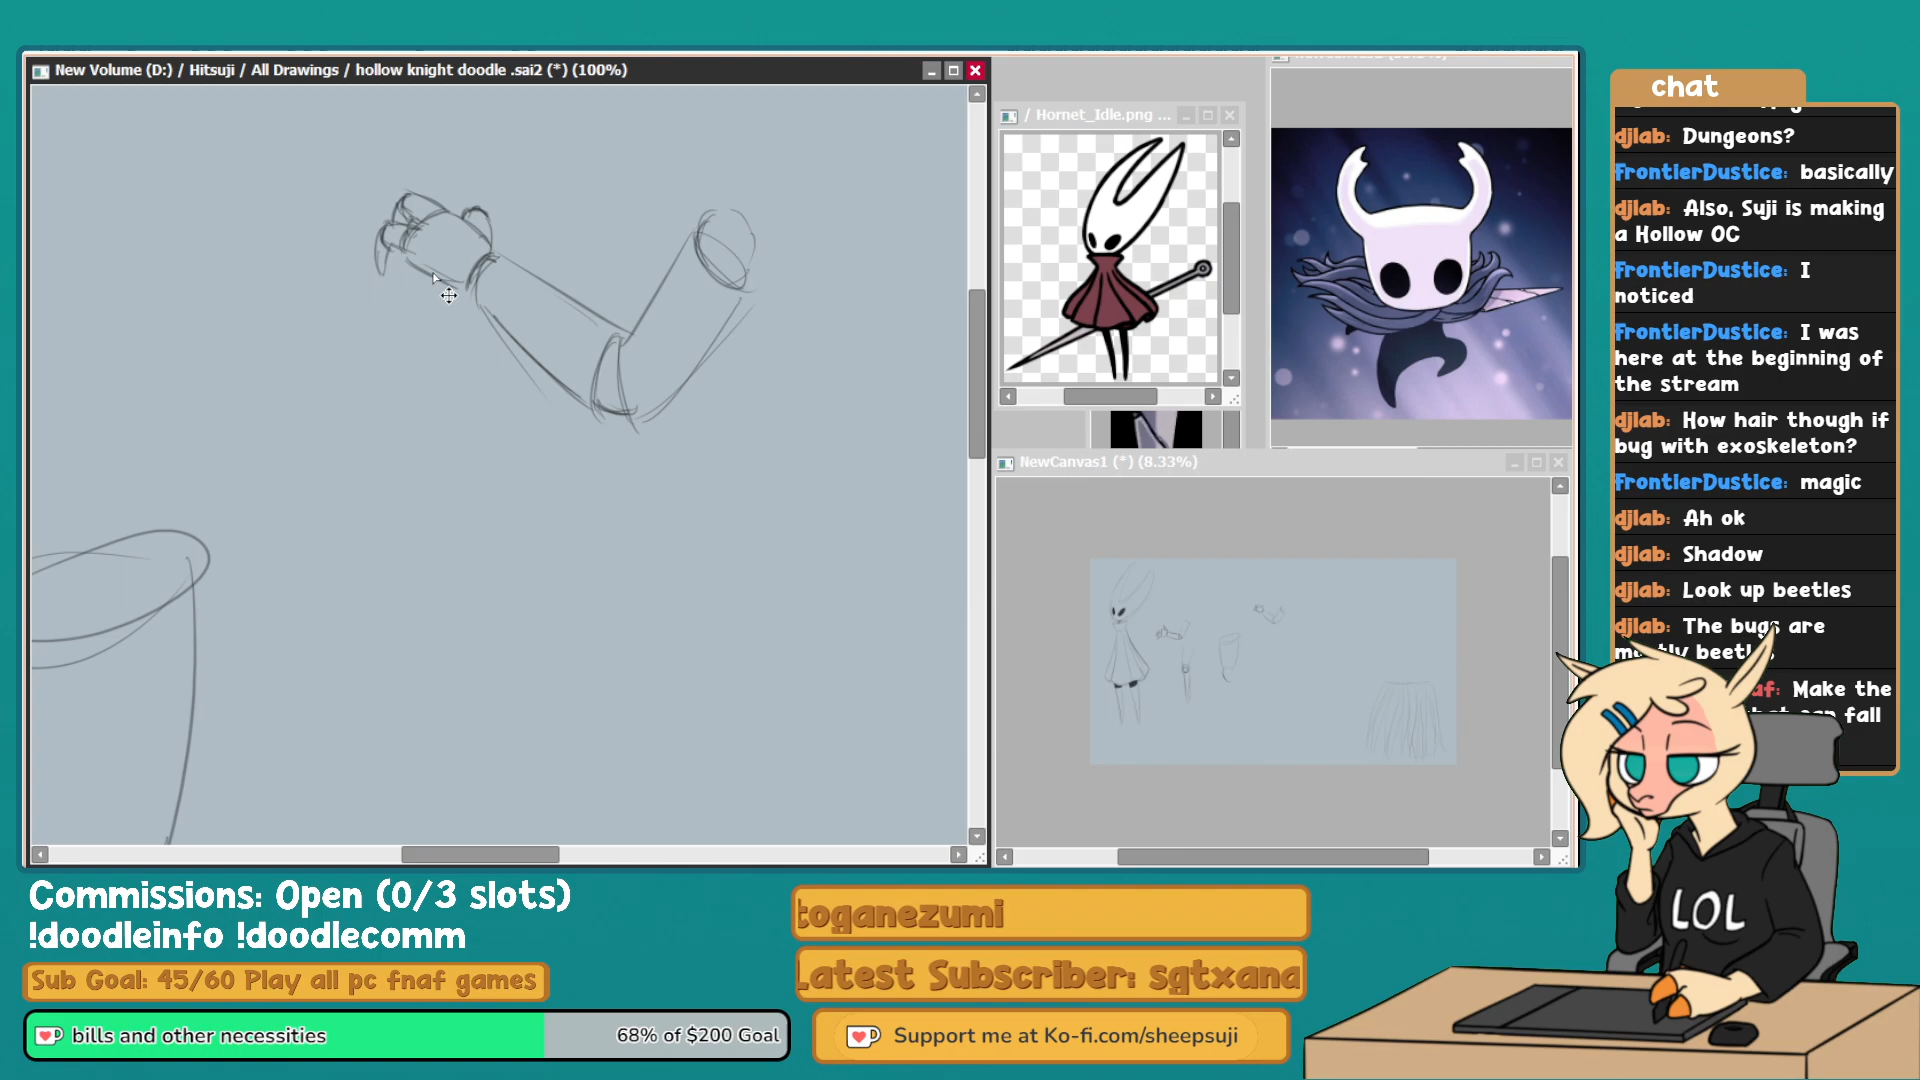 New Volume (D:) / Hitsuji / All Drawings / hollow knight doodle .sai2 (*) (100%)
/ Hornet_Idle.png ...
NewCanvas1 (*) (8.33%)
chat
djlab: Dungeons?
FrontierDustice: basically
djlab: Also, Suji is making
a Hollow OC
FrontierDustice: I
noticed
FrontierDustice: I was
here at the beginning of
the stream
djlab: How hair though if
bug with exoskeleton?
FrontierDustice: magic
djlab: Ah ok
djlab: Shadow
djlab: Look up beetles
djlab: The bugs are
Make the
fall
LOL
Commissions: Open (0/3 slots)
!doodleinfo !doodlecomm
Sub Goal: 45/60 Play all pc fnaf games
bills and other necessities 68% of $200 Goal
toganezumi
Latest Subscriber: sgtxana
Support me at Ko-fi.com/sheepsuji